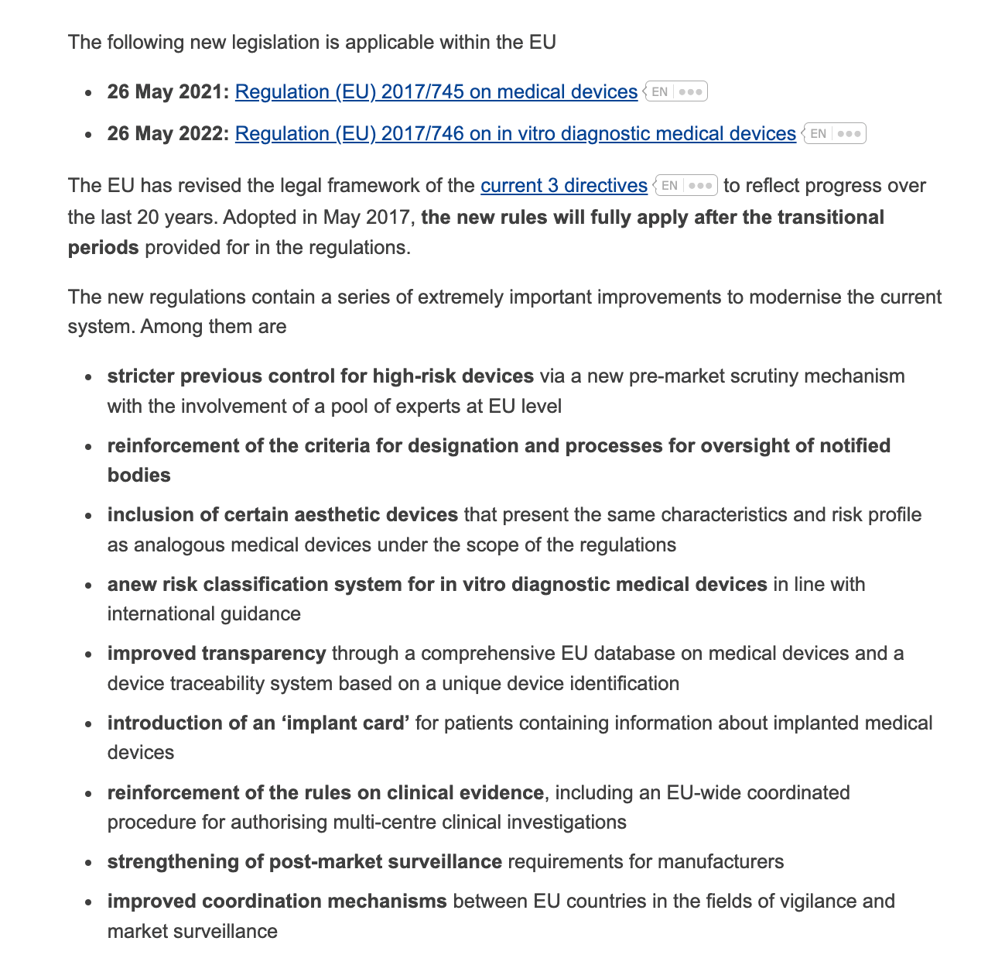 The following new legislation is applicable within the EU
• 26 May 2021: Regulation (EU) 2017/745 on medical devices EN •••
• 26 May 2022: Regulation (EU) 2017/746 on in vitro diagnostic medical devices EN •••
The EU has revised the legal framework of the current 3 directives EN ••• to reflect progress over
the last 20 years. Adopted in May 2017, the new rules will fully apply after the transitional
periods provided for in the regulations.
The new regulations contain a series of extremely important improvements to modernise the current
system. Among them are
• stricter previous control for high-risk devices via a new pre-market scrutiny mechanism
with the involvement of a pool of experts at EU level
• reinforcement of the criteria for designation and processes for oversight of notified
bodies
• inclusion of certain aesthetic devices that present the same characteristics and risk profile
as analogous medical devices under the scope of the regulations
• anew risk classification system for in vitro diagnostic medical devices in line with
international guidance
• improved transparency through a comprehensive EU database on medical devices and a
device traceability system based on a unique device identification
• introduction of an ‘implant card’ for patients containing information about implanted medical
devices
• reinforcement of the rules on clinical evidence, including an EU-wide coordinated
procedure for authorising multi-centre clinical investigations
• strengthening of post-market surveillance requirements for manufacturers
• improved coordination mechanisms between EU countries in the fields of vigilance and
market surveillance